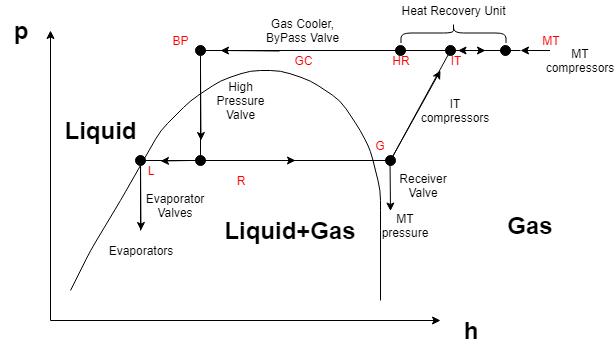 Heat Recovery Unit
p
Gas Cooler,
ByPass Valve
BP
MT
GC
HR
IT
MT
compressors
High
Pressure
Valve
IT
compressors
Liquid
G
L
R
Receiver
Valve
Evaporator
Valves
MT
pressure
Liquid+Gas
Gas
Evaporators
h